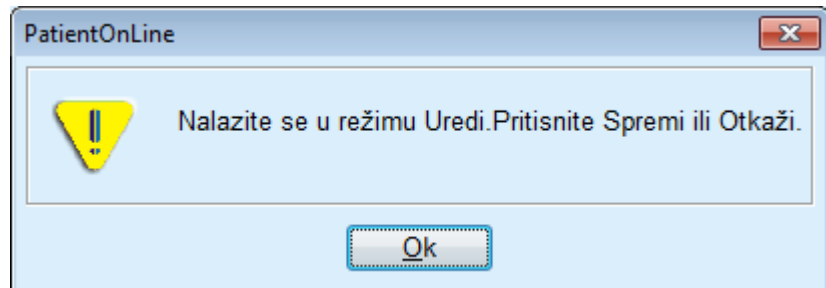 PatientOnLine
Nalazite se u režimu Uredi.Pritisnite Spremi ili Otkaži.
Ok